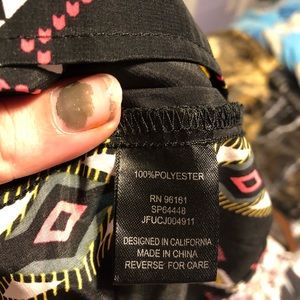 100%POLYESTER
RN 96161
SP64448
JFUCJ004911
DESIGNED IN CALIFORNIA
MADE IN CHINA
REVERSE FOR CARE